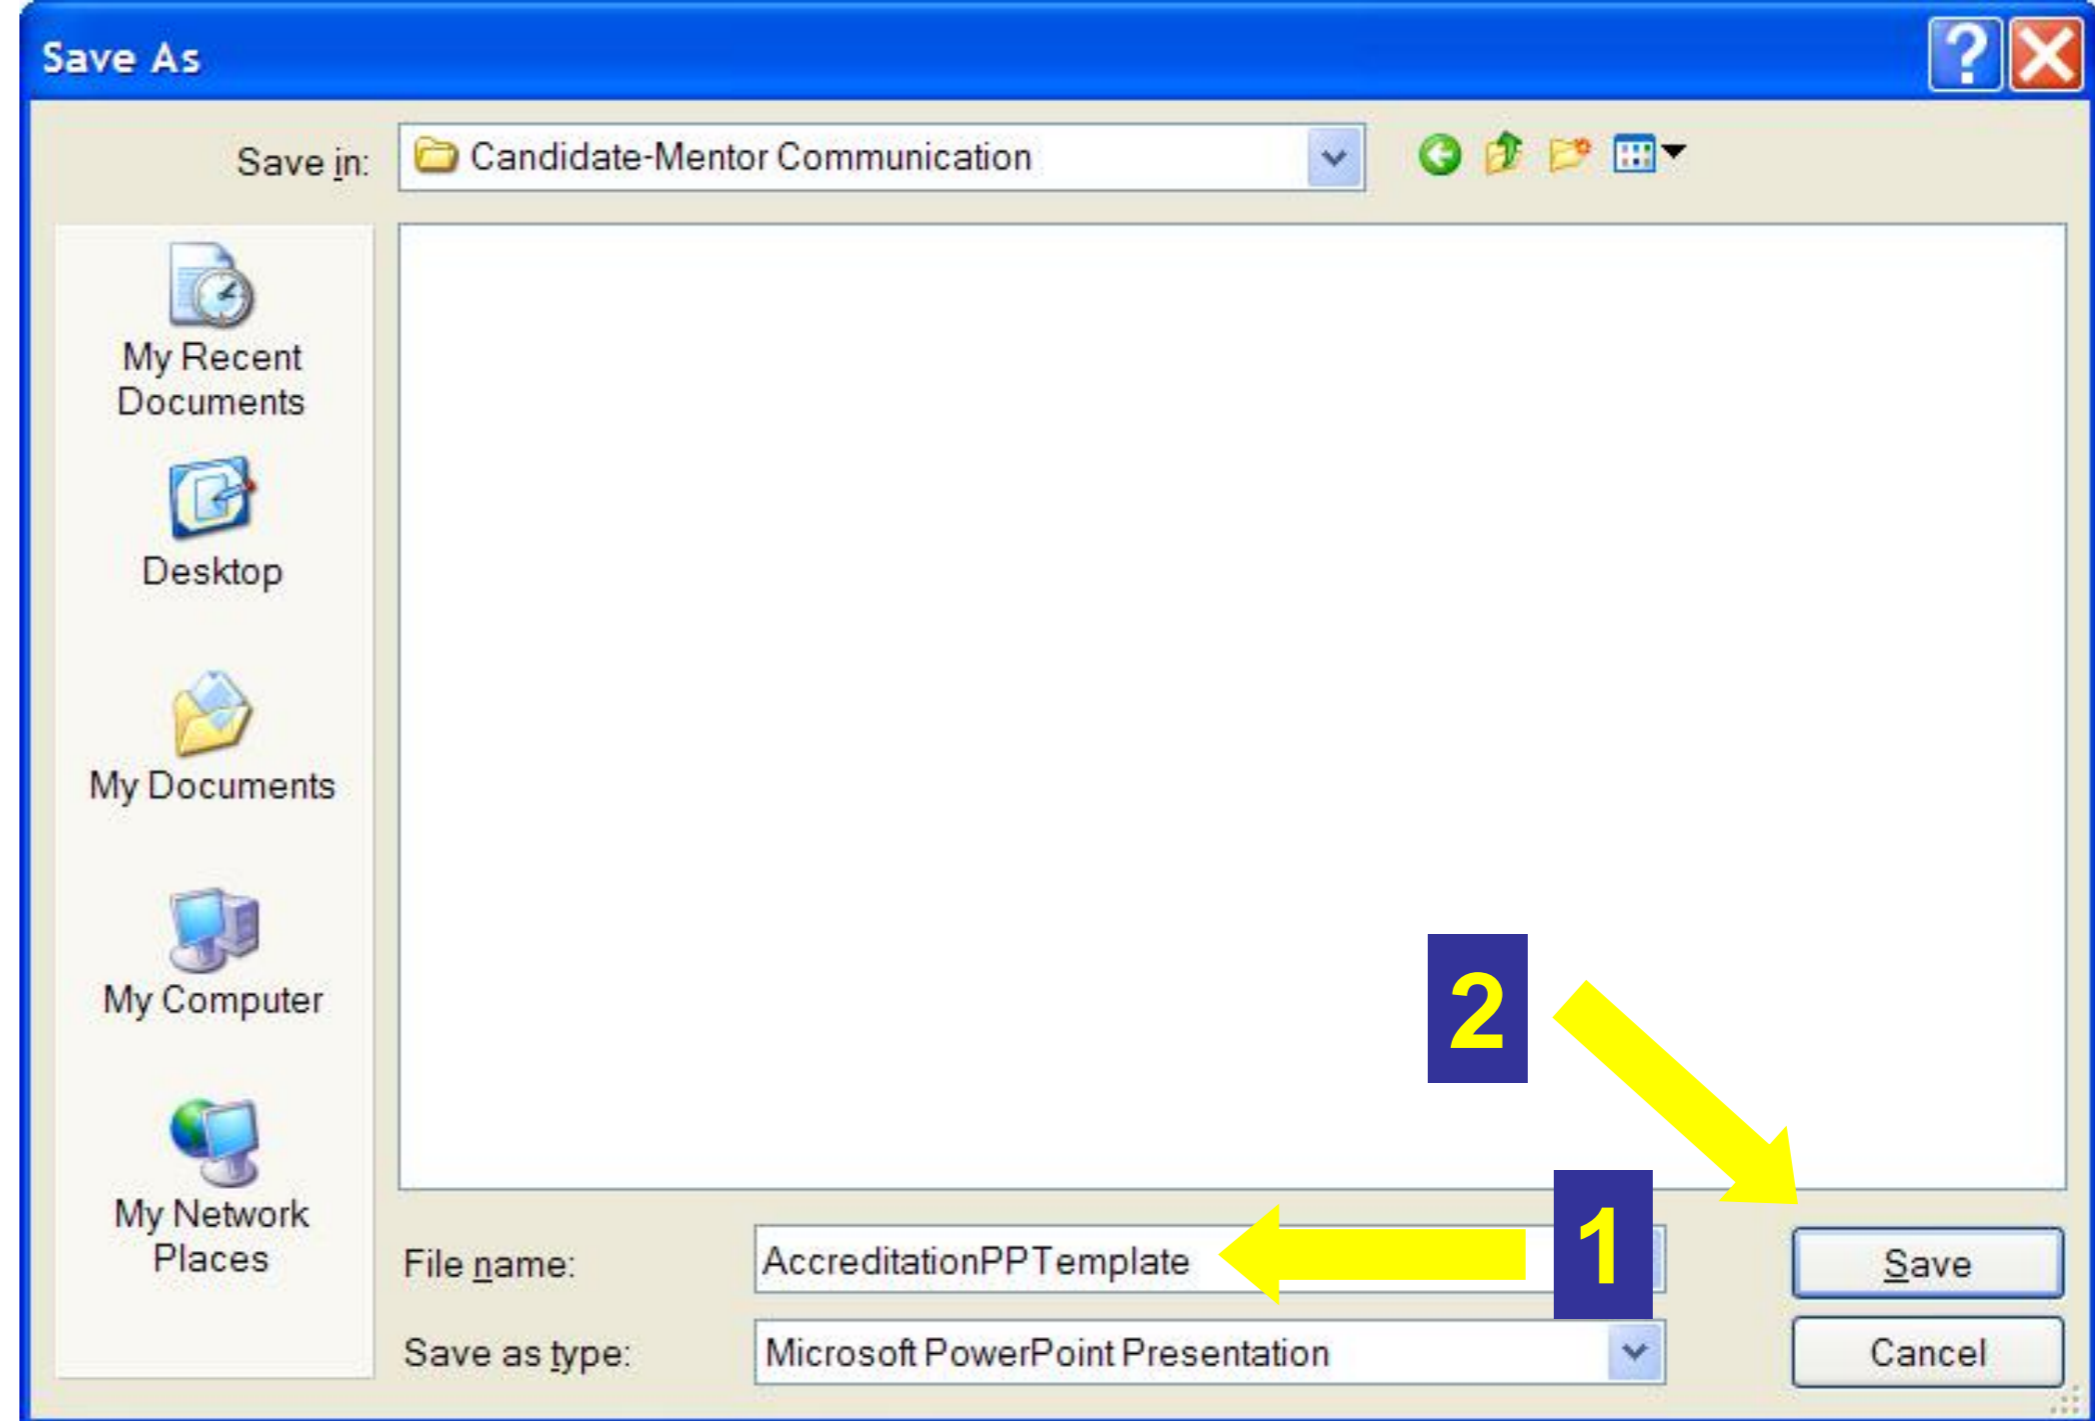 Save As
?
Save in:
Candidate-Mentor Communication
My Recent
Documents
Desktop
My Documents
My Computer
My Network
Places
2
File name:
AccreditationPPTemplate
1
Save
Save as type:
Microsoft PowerPoint Presentation
Cancel